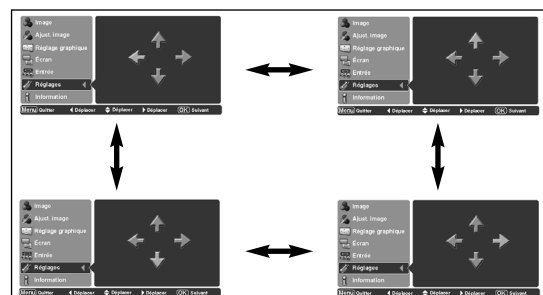 Image
Ajust. image
Réglage graphique
Écran
Entrée
Réglages
Information
Menu Quitter Déplacer Déplacer Déplacer OK Suivant
Image
Ajust. image
Réglage graphique
Écran
Entrée
Réglages
Information
Menu Quitter Déplacer Déplacer Déplacer OK Suivant
Image
Ajust. image
Réglage graphique
Écran
Entrée
Réglages
Information
Menu Quitter Déplacer Déplacer Déplacer OK Suivant
Image
Ajust. image
Réglage graphique
Écran
Entrée
Réglages
Information
Menu Quitter Déplacer Déplacer Déplacer OK Suivant